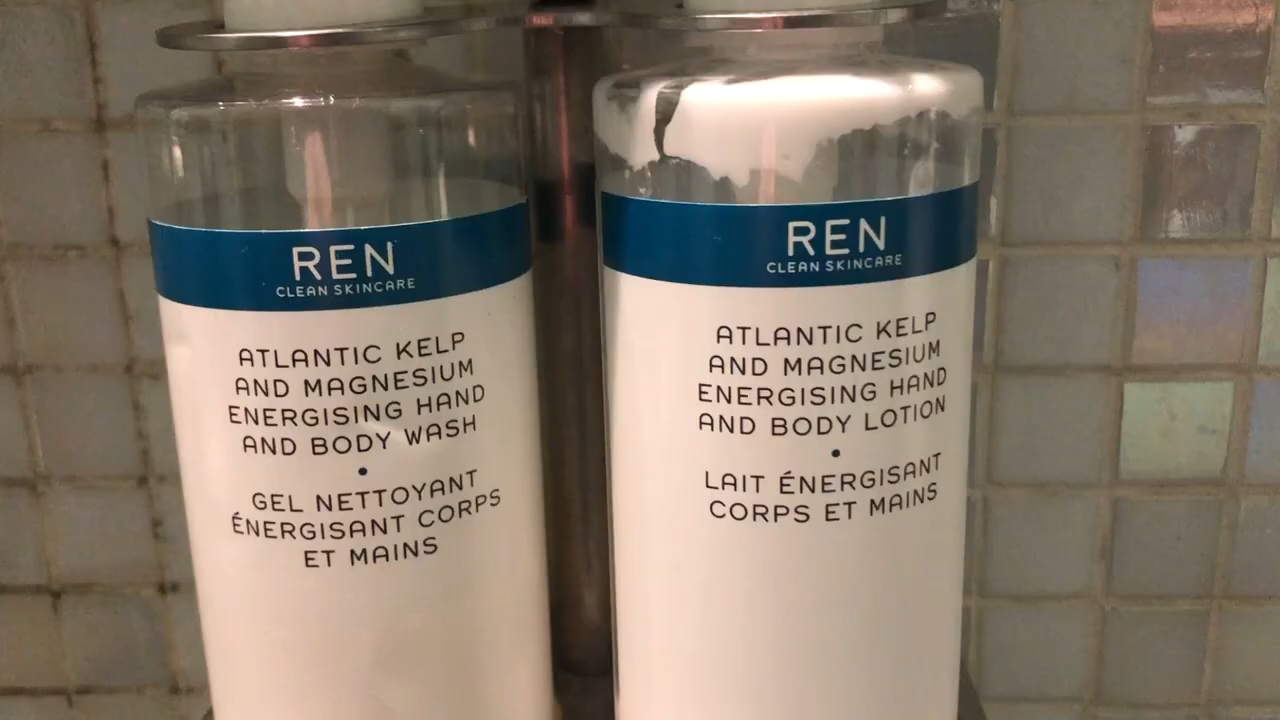 REN
CLEAN SKINCARE
ATLANTIC KELP
AND MAGNESIUM
ENERGISING HAND
AND BODY WASH
•
GEL NETTOYANT
ÉNERGISANT CORPS
ET MAINS
REN
CLEAN SKINCARE
ATLANTIC KELP
AND MAGNESIUM
ENERGISING HAND
AND BODY LOTION
•
LAIT ÉNERGISANT
CORPS ET MAINS